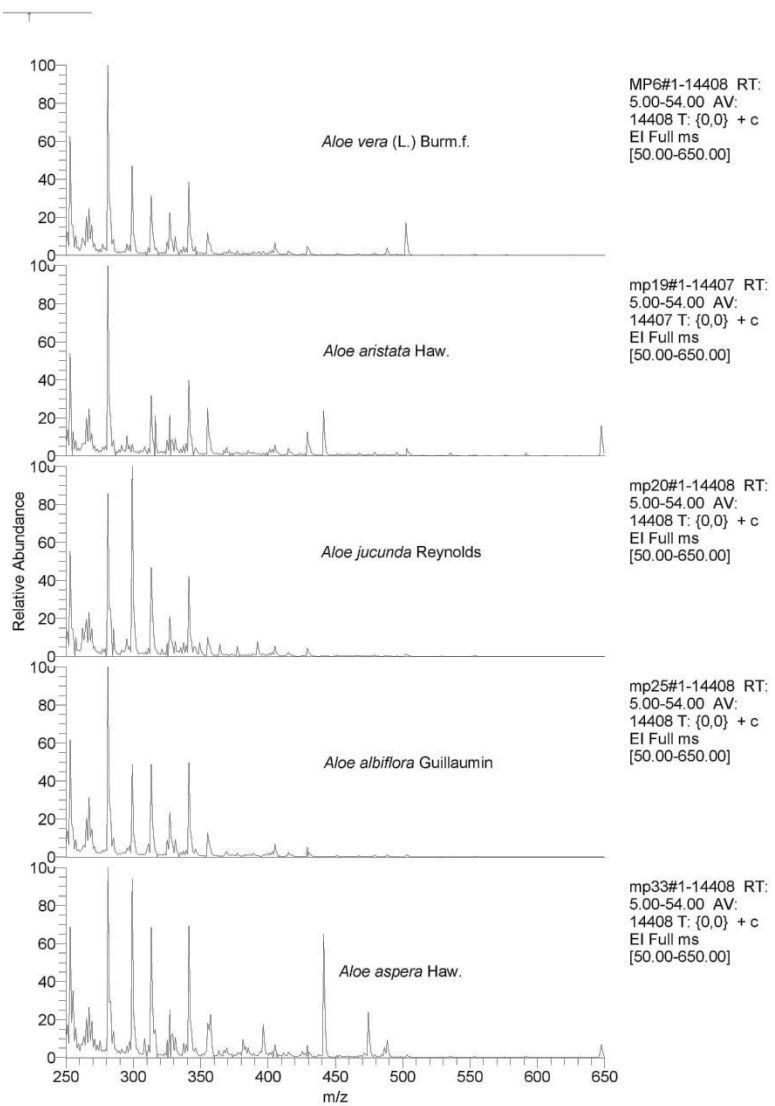 100
80
60
40
20
0
Aloe vera (L.) Burm.f.
MP6#1-14408 RT:
5.00-54.00 AV:
14408 T: {0,0} + c
EI Full ms
[50.00-650.00]
100
80
60
40
20
0
Aloe aristata Haw.
mp19#1-14407 RT:
5.00-54.00 AV:
14407 T: {0,0} + c
EI Full ms
[50.00-650.00]
Relative Abundance
100
80
60
40
20
0
Aloe jucunda Reynolds
mp20#1-14408 RT:
5.00-54.00 AV:
14408 T: {0,0} + c
EI Full ms
[50.00-650.00]
100
80
60
40
20
0
Aloe albiflora Guillaumin
mp25#1-14408 RT:
5.00-54.00 AV:
14408 T: {0,0} + c
EI Full ms
[50.00-650.00]
100
80
60
40
20
0
Aloe aspera Haw.
mp33#1-14408 RT:
5.00-54.00 AV:
14408 T: {0,0} + c
EI Full ms
[50.00-650.00]
250 300 350 400 450 500 550 600 650
m/z